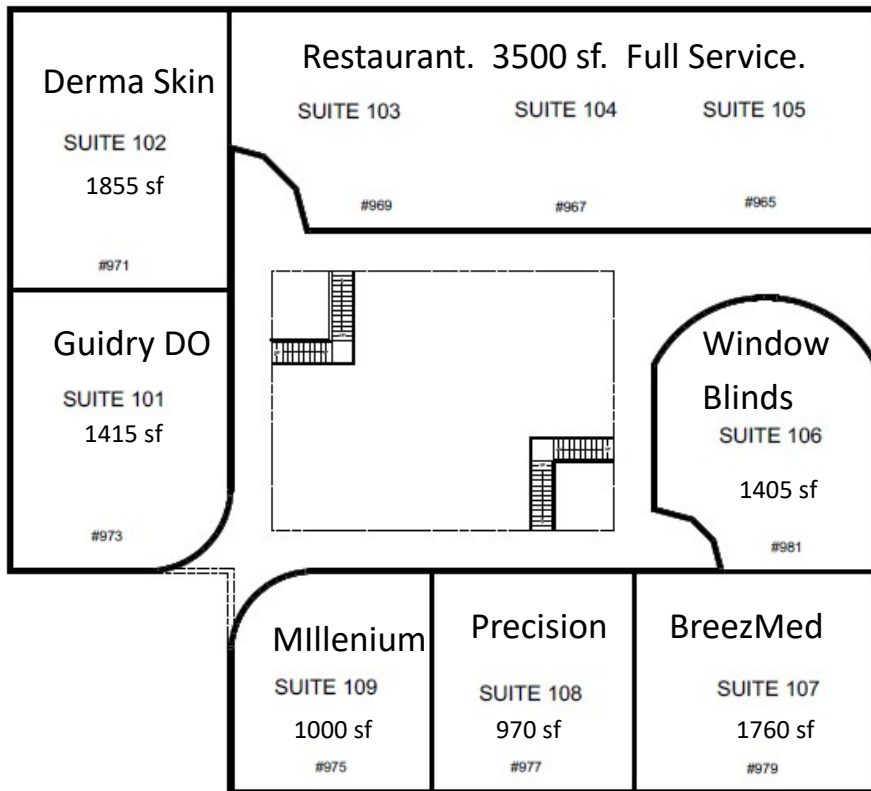 Derma Skin
SUITE 102
1855 sf
#971
Restaurant. 3500 sf. Full Service.
SUITE 103
SUITE 104
SUITE 105
#969
#967
#965
Guidry DO
SUITE 101
1415 sf
#973
Window
Blinds
SUITE 106
1405 sf
#981
MIllenium
SUITE 109
1000 sf
#975
Precision
SUITE 108
970 sf
#977
BreezMed
SUITE 107
1760 sf
#979